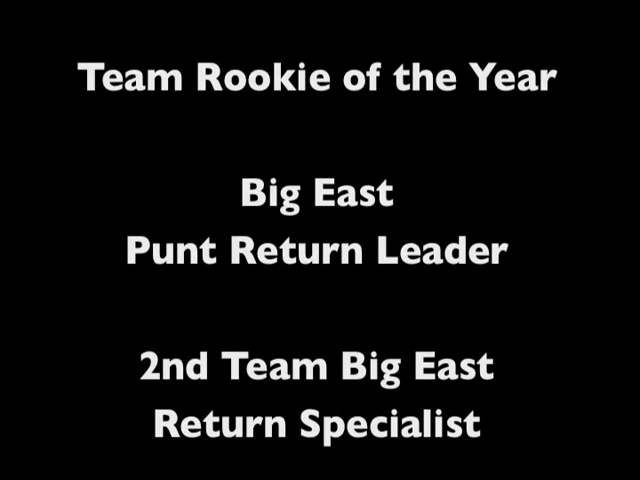 Team Rookie of the Year
Big East
Punt Return Leader
2nd Team Big East
Return Specialist